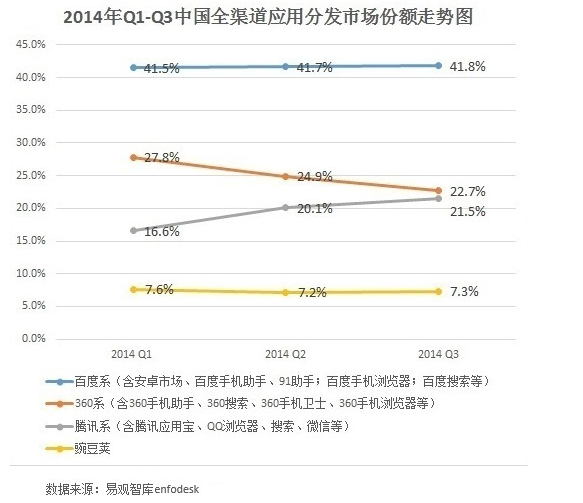 2014年Q1-Q3中国全渠道应用分发市场份额走势图
45.0%
40.0%
35.0%
30.0%
25.0%
20.0%
15.0%
10.0%
5.0%
0.0%
41.5%
41.7%
41.8%
27.8%
24.9%
22.7%
16.6%
20.1%
21.5%
7.6%
7.2%
7.3%
2014 Q1
2014 Q2
2014 Q3
百度系（含安卓市场、百度手机助手、91助手；百度手机浏览器；百度搜索等）
360系（含360手机助手、360搜索、360手机卫士、360手机浏览器等）
腾讯系（含腾讯应用宝、QQ浏览器、搜索、微信等）
豌豆荚
数据来源：易观智库enfodesk